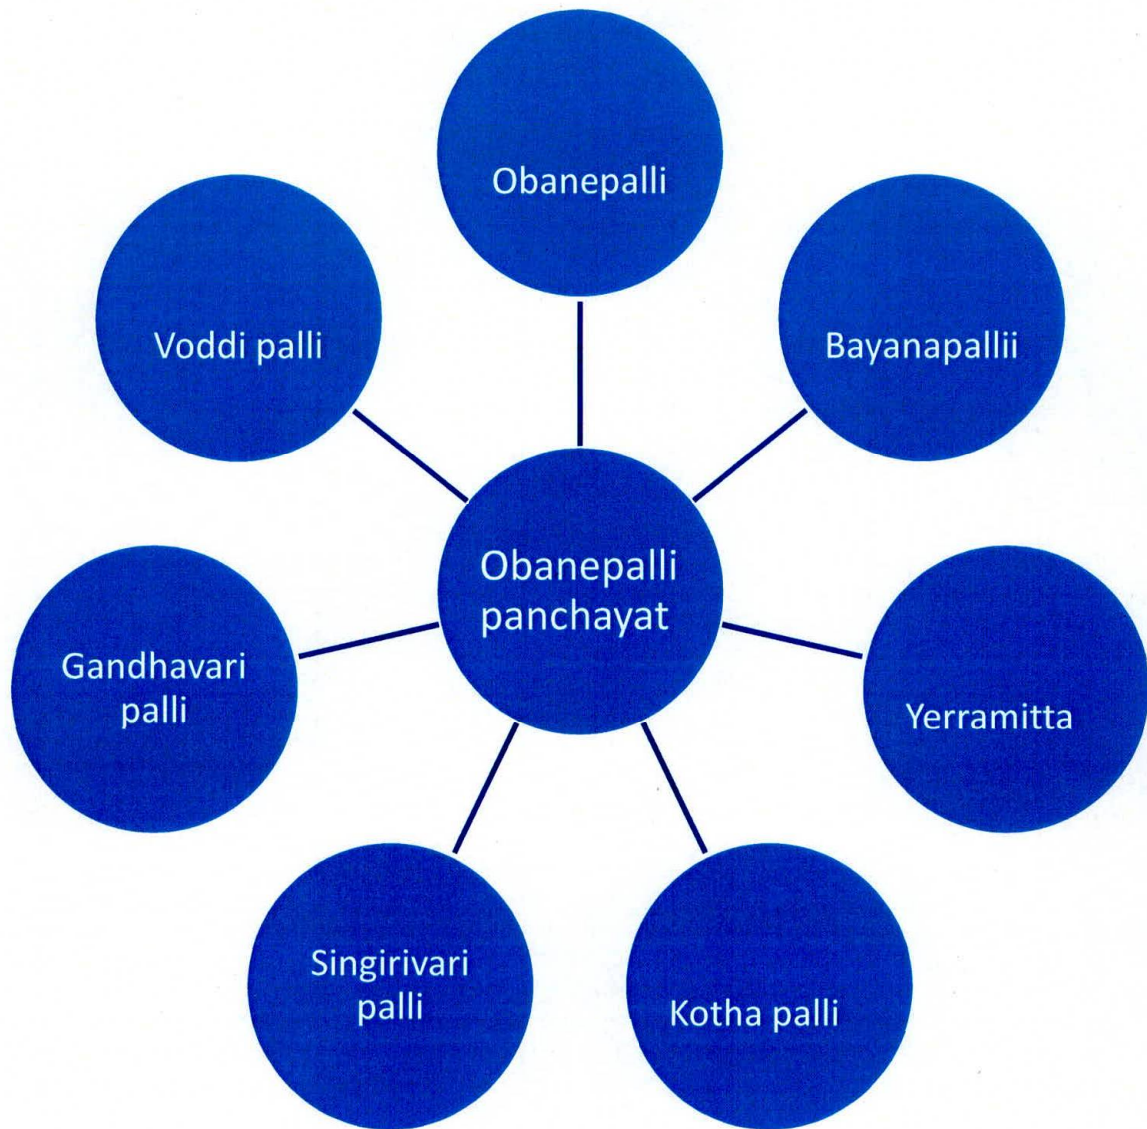 Obanepalli
Voddi palli
Bayanapallii
Obanepalli
panchayat
Gandhavari
palli
Yerramitta
Singirivari
palli
Kotha palli